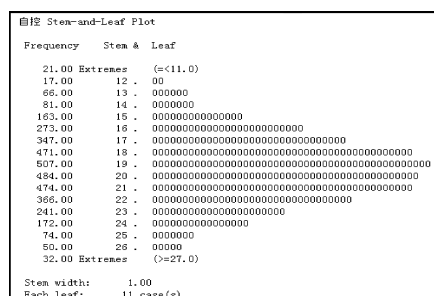 自控 Stem-and-Leaf Plot
Frequency Stem & Leaf
21.00 Extremes (=<11.0)
17.00 12 . 00
66.00 13 . 000000
81.00 14 . 0000000
163.00 15 . 000000000000000
273.00 16 . 0000000000000000000000000
347.00 17 . 00000000000000000000000000000000
471.00 18 . 0000000000000000000000000000000000000000000
507.00 19 . 0000000000000000000000000000000000000000000000
484.00 20 . 00000000000000000000000000000000000000000000
474.00 21 . 0000000000000000000000000000000000000000000
366.00 22 . 000000000000000000000000000000000
241.00 23 . 0000000000000000000000
172.00 24 . 0000000000000000
74.00 25 . 0000000
50.00 26 . 00000
32.00 Extremes (>=27.0)
Stem width: 1.00
Each leaf: 11 case(s)